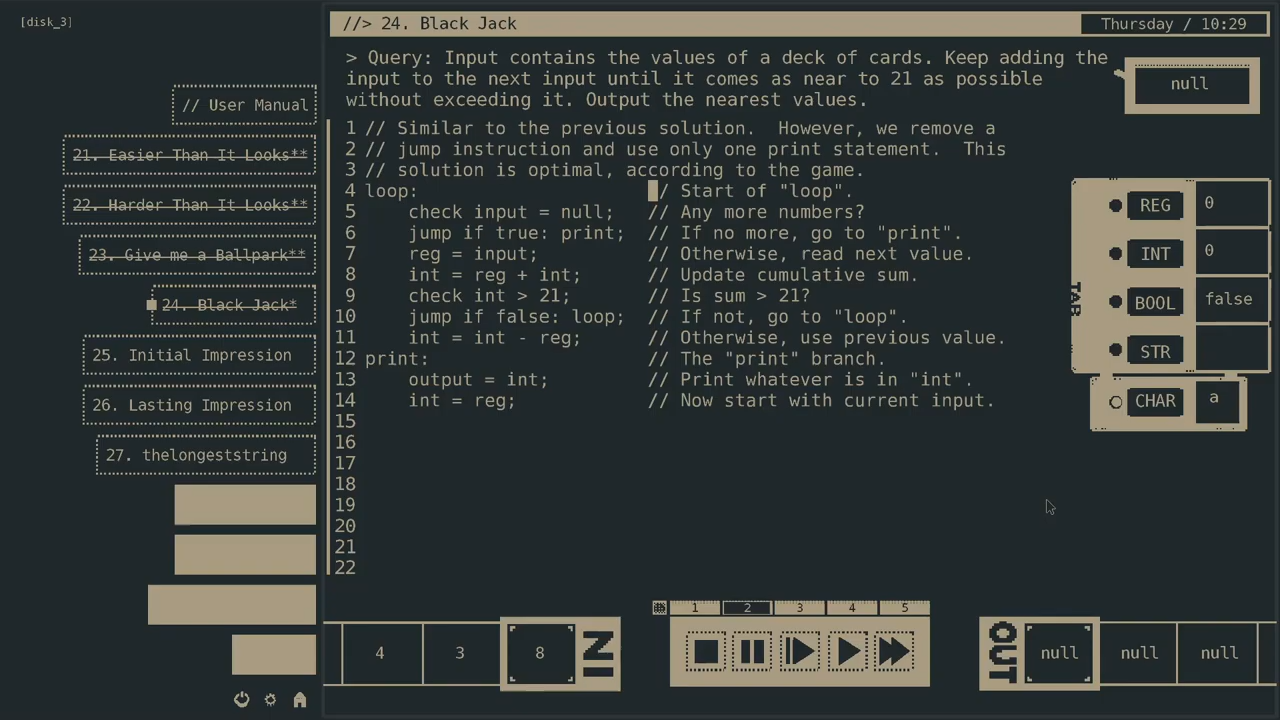 [disk_3]
//> 24. Black Jack
Thursday / 10:29
> Query: Input contains the values of a deck of cards. Keep adding the
input to the next input until it comes as near to 21 as possible
without exceeding it. Output the nearest values.
null
// User Manual
21. Easier Than It Looks**
22. Harder Than It Looks**
23. Give me a Ballpark**
24. Black Jack*
25. Initial Impression
26. Lasting Impression
27. thelongeststring
1 // Similar to the previous solution.  However, we remove a
2 // jump instruction and use only one print statement.  This
3 // solution is optimal, according to the game.
4 loop:                     // Start of "loop".
5     check input = null;   // Any more numbers?
6     jump if true: print;  // If no more, go to "print".
7     reg = input;          // Otherwise, read next value.
8     int = reg + int;      // Update cumulative sum.
9     check int > 21;       // Is sum > 21?
10     jump if false: loop;  // If not, go to "loop".
11     int = int - reg;      // Otherwise, use previous value.
12 print:                    // The "print" branch.
13     output = int;         // Print whatever is in "int".
14     int = reg;            // Now start with current input.
15
16
17
18
19
20
21
22
TAB
REG 0
INT 0
BOOL false
STR
CHAR a
1 2 3 4 5
4 3 8 IN
OUT null null null